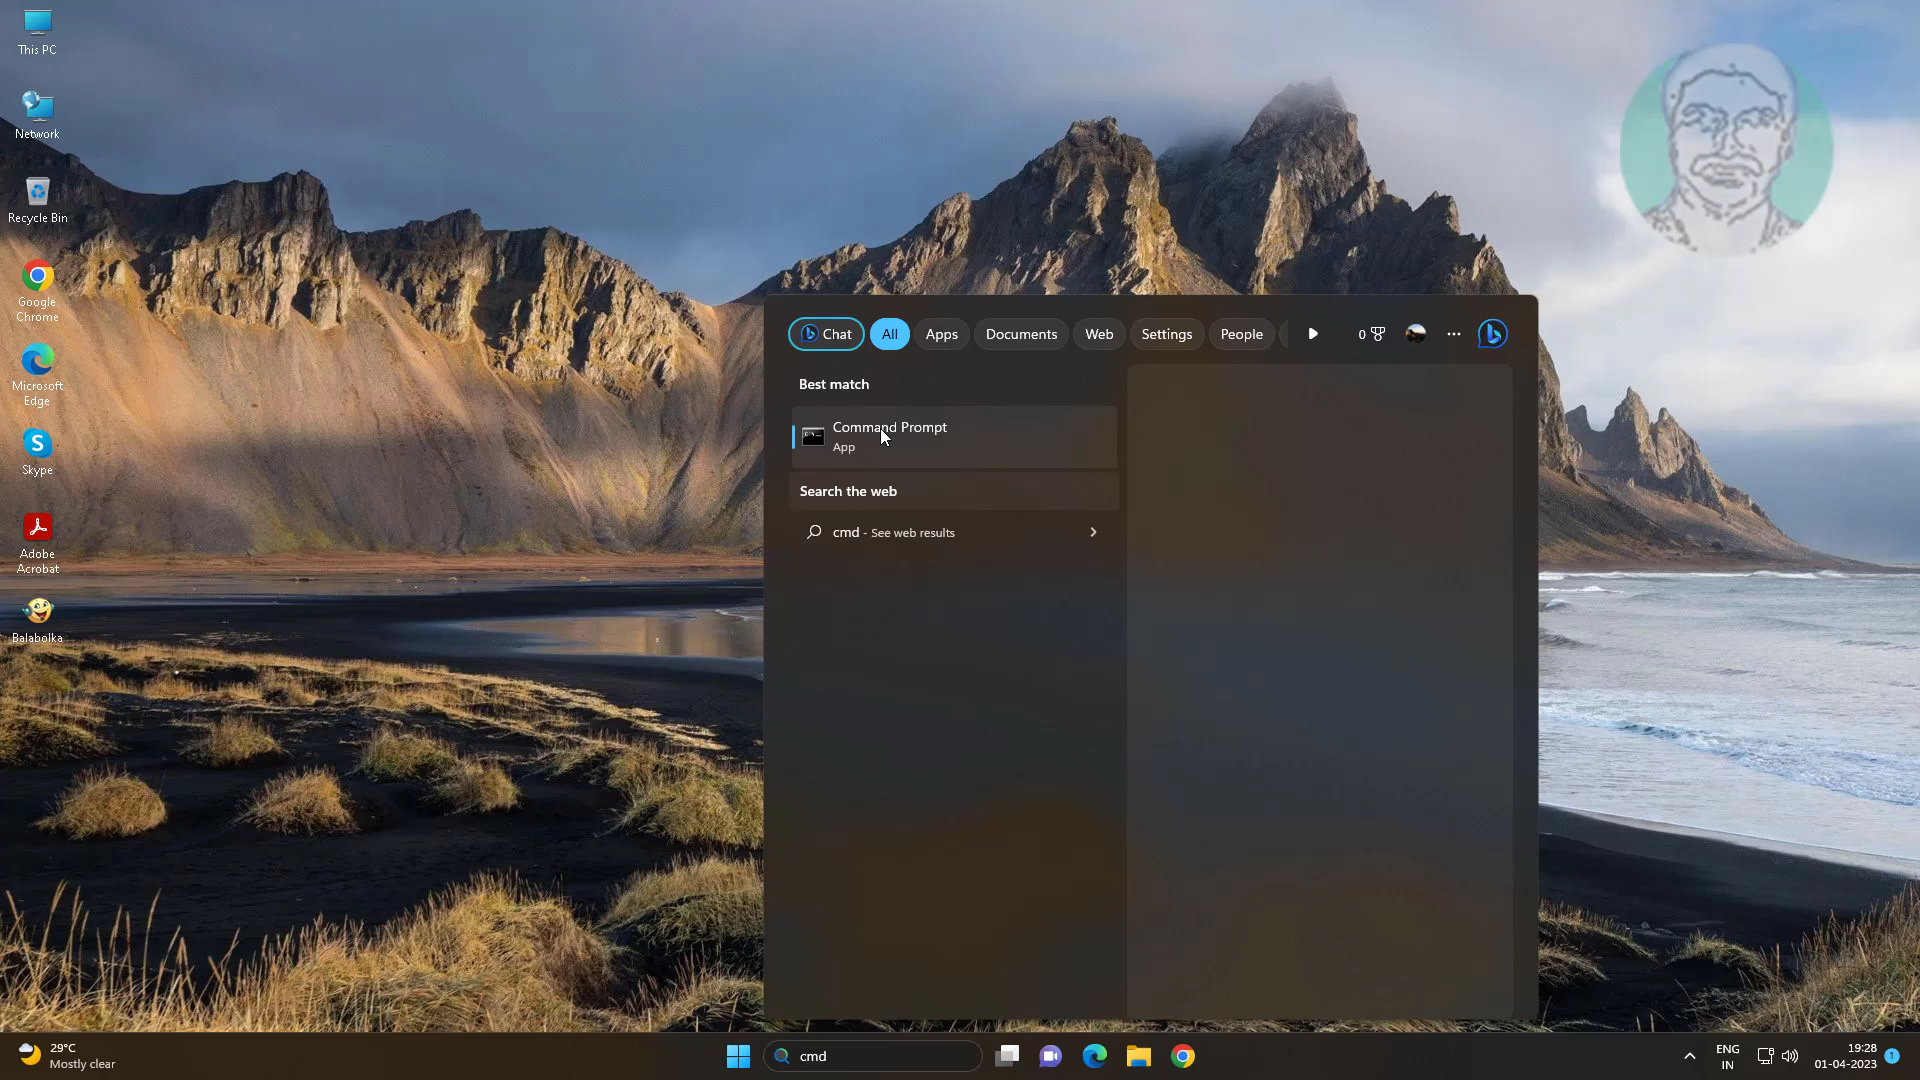 This PC
Network
Recycle Bin
Google
Chrome
Microsoft
Edge
Skype
Adobe
Acrobat
Balabolka
Chat
All
Apps
Documents
Web
Settings
People
0
Best match
Command Prompt
App
Search the web
cmd - See web results
29°C
Mostly clear
cmd
ENG
IN
19:28
01-04-2023
1